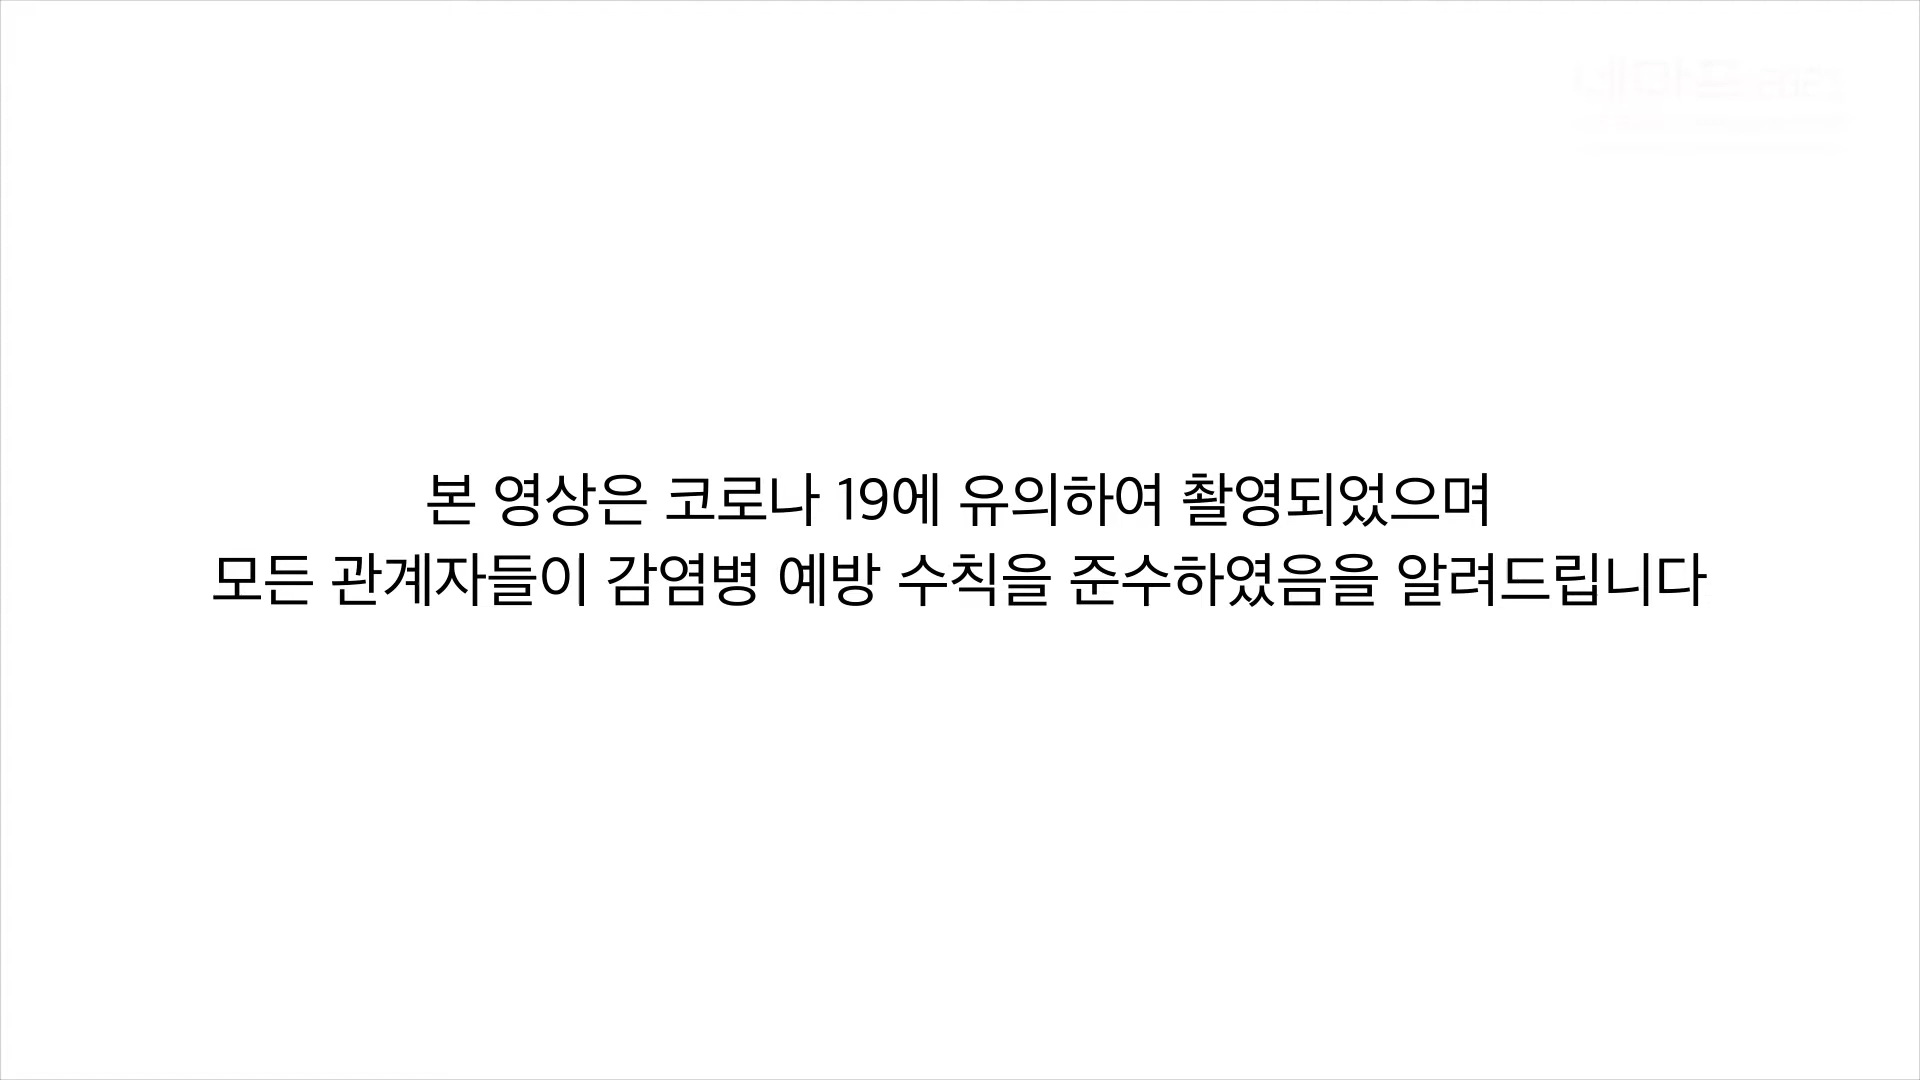 본 영상은 코로나 19에 유의하여 촬영되었으며
모든 관계자들이 감염병 예방 수칙을 준수하였음을 알려드립니다